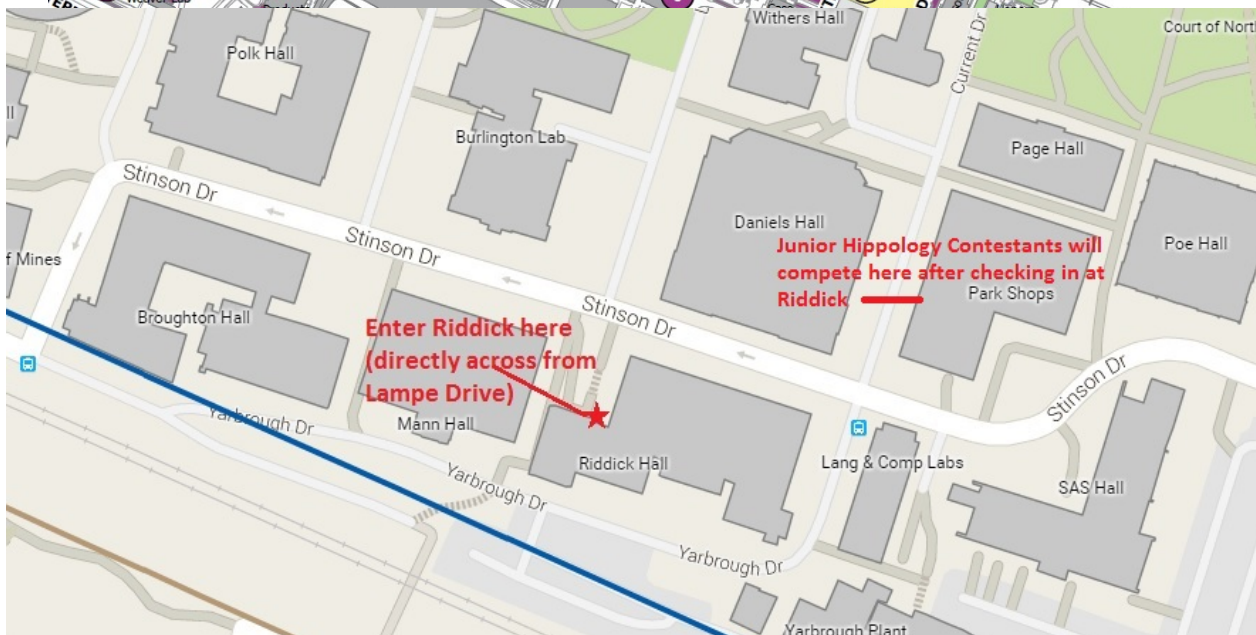 Withers Hall
Court of Nort
Polk Hall
Current Dr
Burlington Lab
Page Hall
Stinson Dr
Daniels Hall
Poe Hall
Junior Hippology Contestants will
compete here after checking in at
Riddick
Park Shops
Stinson Dr
f Mines
Broughton Hall
Stinson Dr
Enter Riddick here
(directly across from
Lampe Drive)
Stinson Dr
Yarbrough Dr
Mann Hall
Riddick Hall
Lang & Comp Labs
SAS Hall
Yarbrough Dr
Yarbrough Dr
Yarbrough Plant